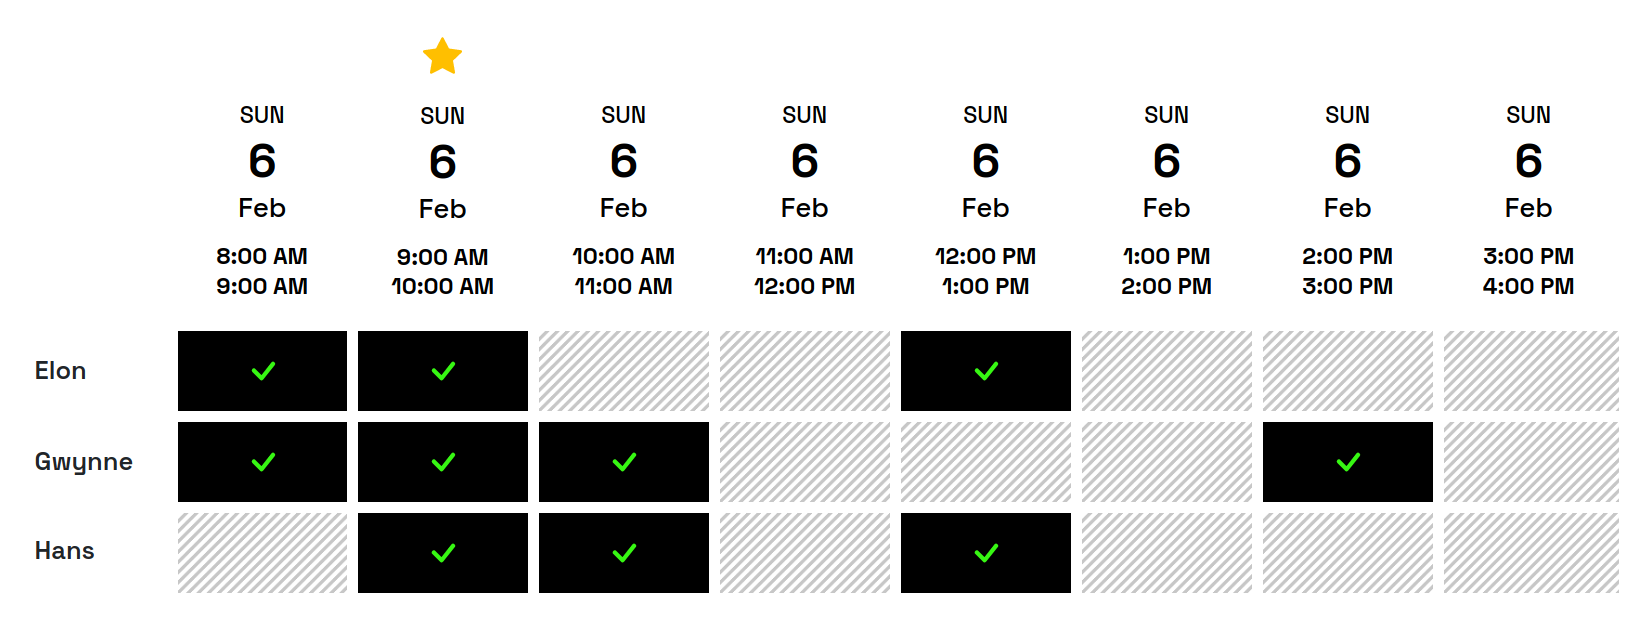 SUN SUN SUN SUN SUN SUN SUN SUN
6 6 6 6 6 6 6 6
Feb Feb Feb Feb Feb Feb Feb Feb
8:00 AM 9:00 AM 10:00 AM 11:00 AM 12:00 PM 1:00 PM 2:00 PM 3:00 PM
9:00 AM 10:00 AM 11:00 AM 12:00 PM 1:00 PM 2:00 PM 3:00 PM 4:00 PM
Elon
Gwynne
Hans